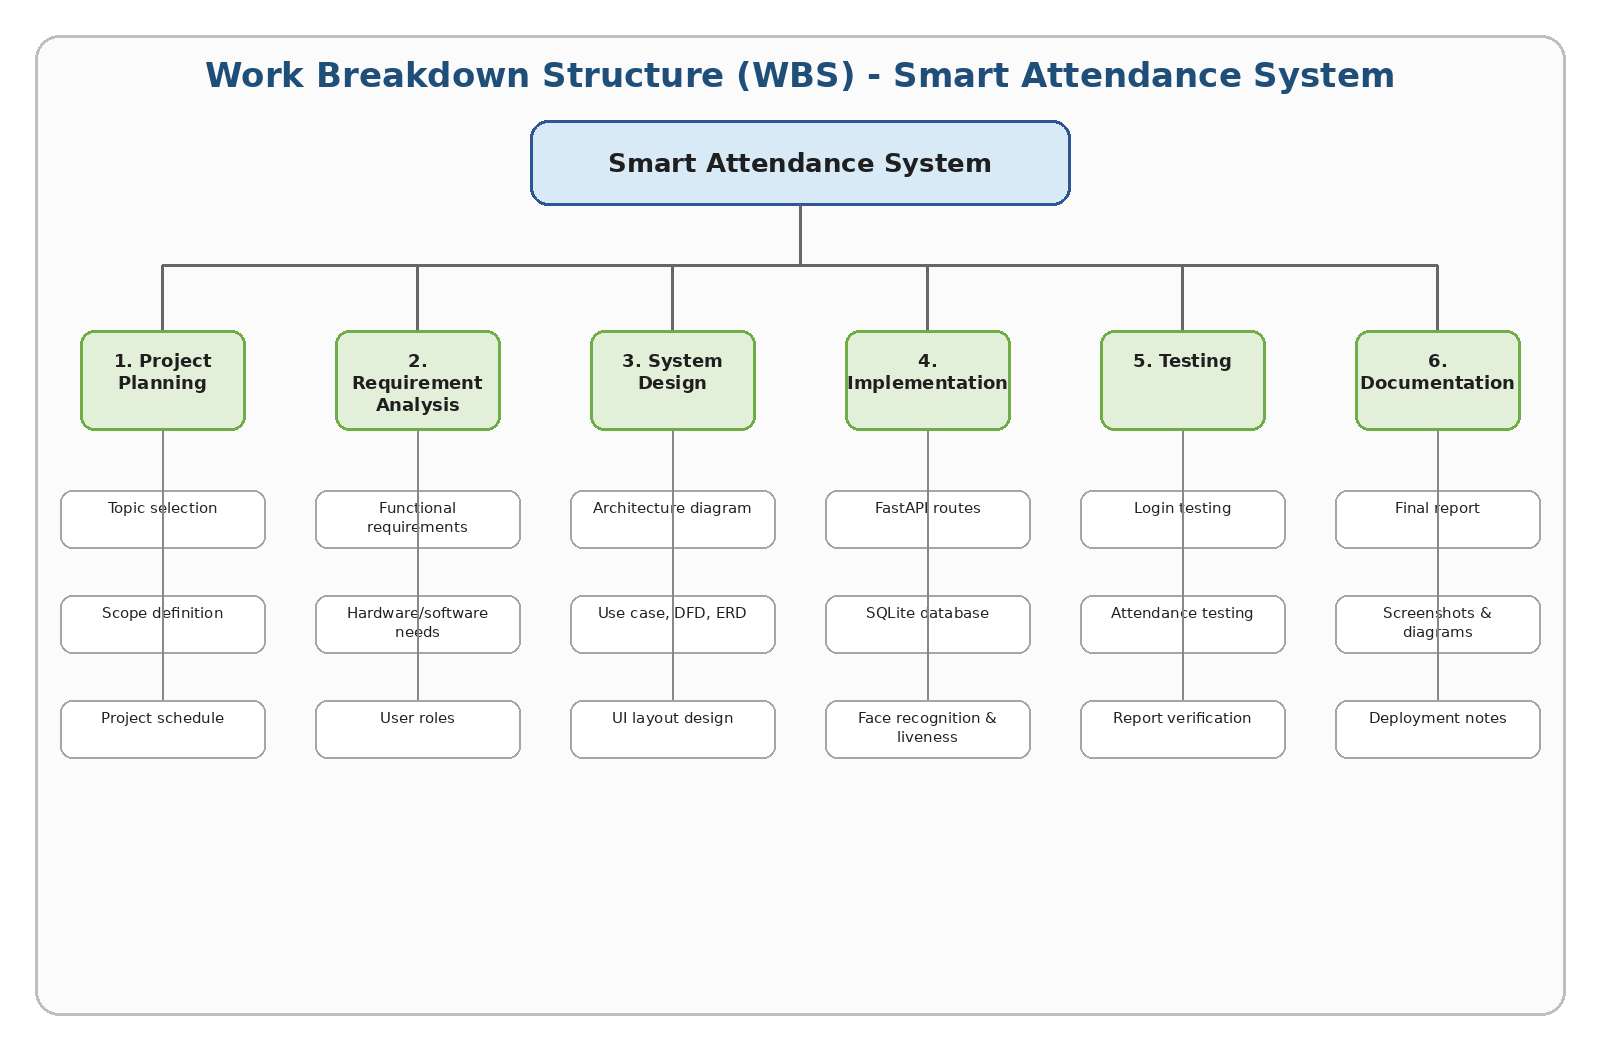 Work Breakdown Structure (WBS) - Smart Attendance System
Smart Attendance System
1. Project
Planning
2.
Requirement
Analysis
3. System
Design
4.
Implementation
5. Testing
6.
Documentation
Topic selection
Functional
requirements
Architecture diagram
FastAPI routes
Login testing
Final report
Scope definition
Hardware/software
needs
Use case, DFD, ERD
SQLite database
Attendance testing
Screenshots &
diagrams
Project schedule
User roles
UI layout design
Face recognition &
liveness
Report verification
Deployment notes